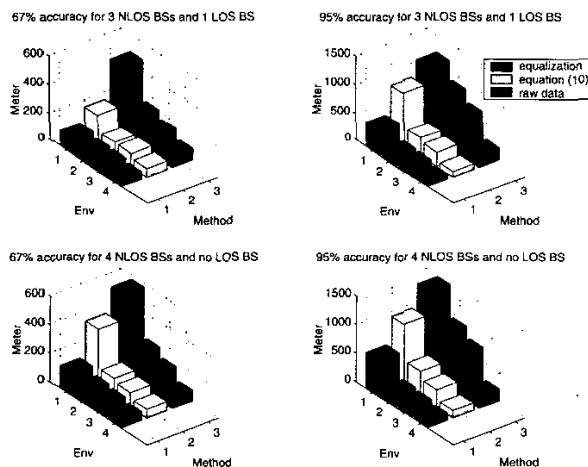 67% accuracy for 3 NLOS BSs and 1 LOS BS
600
400
200
0
Meter
1
2
3
4
Env
1
2
3
Method
95% accuracy for 3 NLOS BSs and 1 LOS BS
1500
1000
500
0
Meter
1
2
3
4
Env
1
2
3
Method
equalization
equation (10)
raw data
67% accuracy for 4 NLOS BSs and no LOS BS
600
400
200
0
Meter
1
2
3
4
Env
1
2
3
Method
95% accuracy for 4 NLOS BSs and no LOS BS
1500
1000
500
0
Meter
1
2
3
4
Env
1
2
3
Method